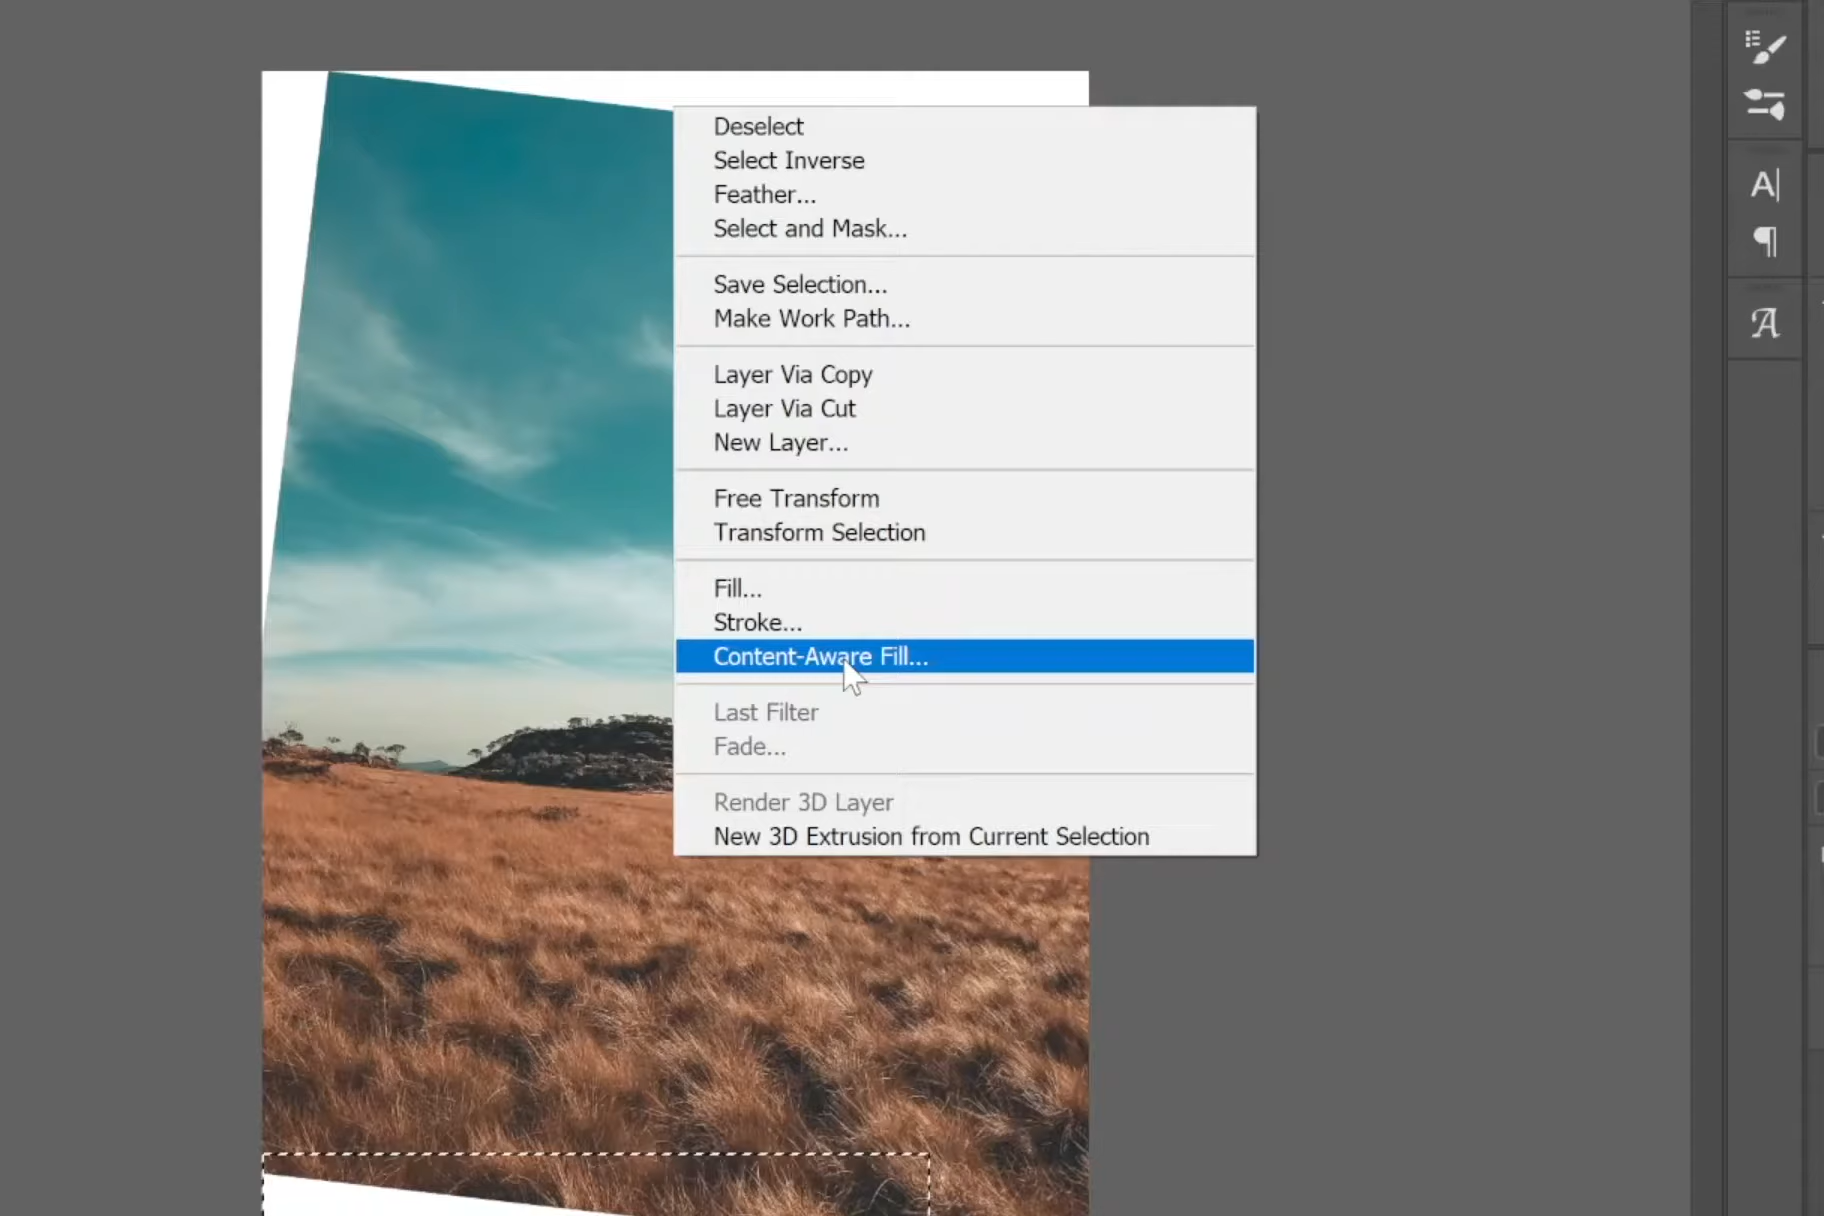 Deselect
Select Inverse
Feather...
Select and Mask...
Save Selection...
Make Work Path...
Layer Via Copy
Layer Via Cut
New Layer...
Free Transform
Transform Selection
Fill...
Stroke...
Content-Aware Fill...
Last Filter
Fade...
Render 3D Layer
New 3D Extrusion from Current Selection